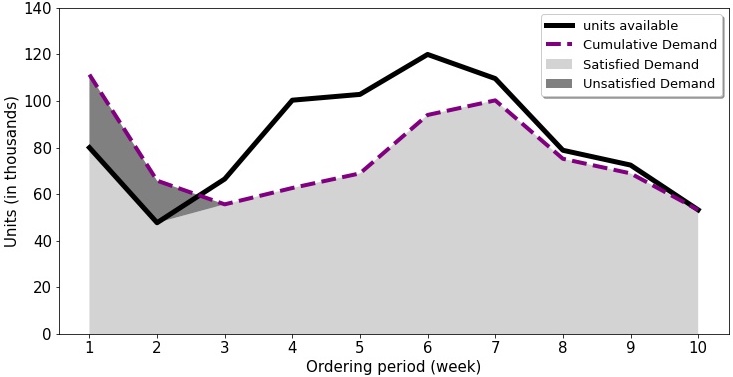 140
120
100
80
60
40
20
0
Units (in thousands)
units available
Cumulative Demand
Satisfied Demand
Unsatisfied Demand
1 2 3 4 5 6 7 8 9 10
Ordering period (week)